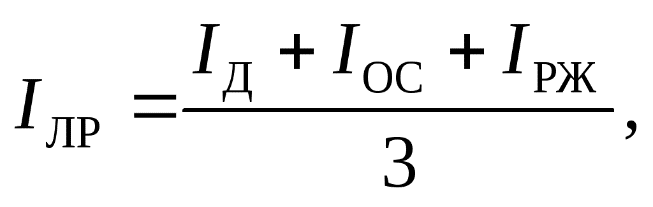 I_ЛР = (I_Д + I_ОС + I_РЖ) / 3,